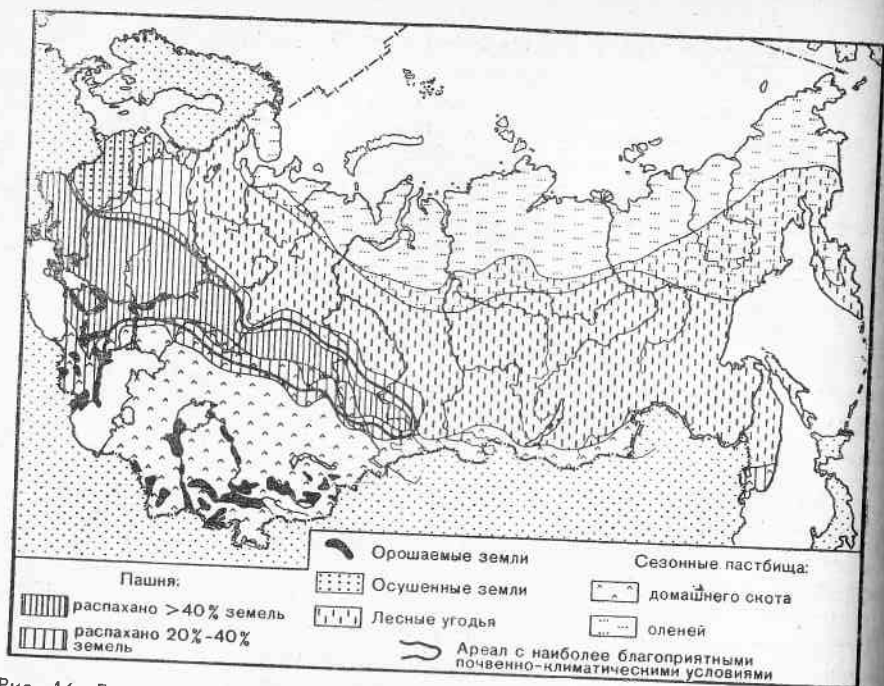 Пашня:
распахано >40% земель
распахано 20%-40%
земель
Орошаемые земли
Осушенные земли
Лесные угодья
Ареал с наиболее благоприятными
почвенно-климатическими условиями
Сезонные пастбища:
домашнего скота
оленей